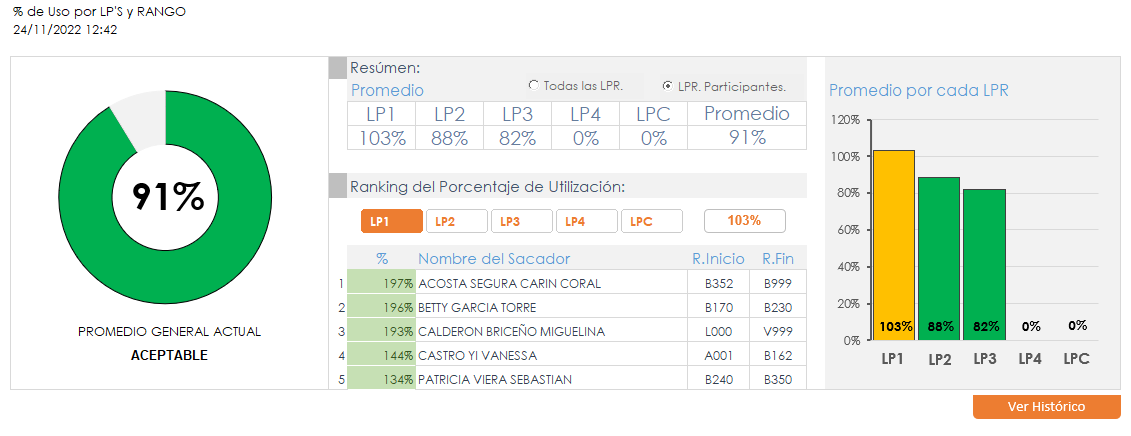 % de Uso por LP'S y RANGO
24/11/2022 12:42
91%
PROMEDIO GENERAL ACTUAL
ACEPTABLE
Resúmen:
Promedio
Todas las LPR.
LPR. Participantes.
LP1 LP2 LP3 LP4 LPC Promedio
103% 88% 82% 0% 0% 91%
Ranking del Porcentaje de Utilización:
LP1 LP2 LP3 LP4 LPC 103%
% Nombre del Sacador R.Inicio R.Fin
1 197% ACOSTA SEGURA CARIN CORAL B352 B999
2 196% BETTY GARCIA TORRE B170 B230
3 193% CALDERON BRICEÑO MIGUELINA L000 V999
4 144% CASTRO YI VANESSA A001 B162
5 134% PATRICIA VIERA SEBASTIAN B240 B350
Promedio por cada LPR
120%
100%
80%
60%
40%
20%
0%
103% 88% 82% 0% 0%
LP1 LP2 LP3 LP4 LPC
Ver Histórico